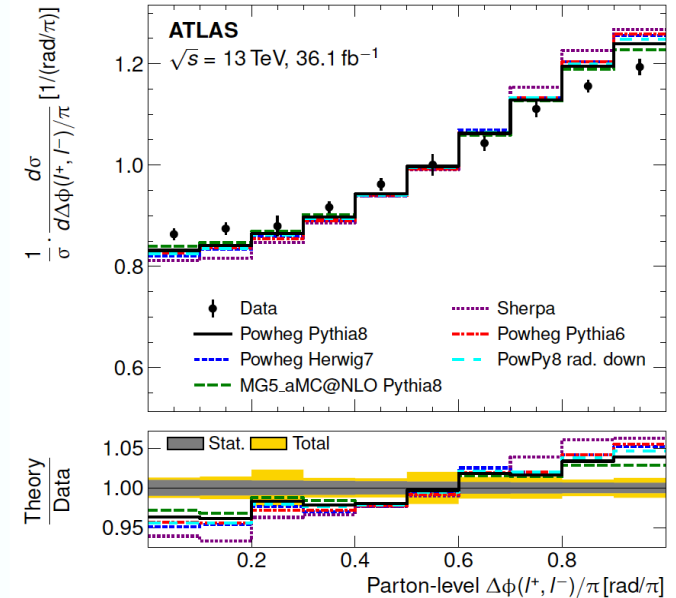 ATLAS
√s = 13 TeV, 36.1 fb⁻¹
1/σ · dσ/dΔϕ(l⁺, l⁻)/π [1/(rad/π)]
1.2
1.0
0.8
0.6
Data
Powheg Pythia8
Powheg Herwig7
MG5_aMC@NLO Pythia8
Sherpa
Powheg Pythia6
PowPy8 rad. down
Theory
Data
1.05
1.00
0.95
Stat.
Total
0.2 0.4 0.6 0.8
Parton-level Δϕ(l⁺, l⁻)/π [rad/π]